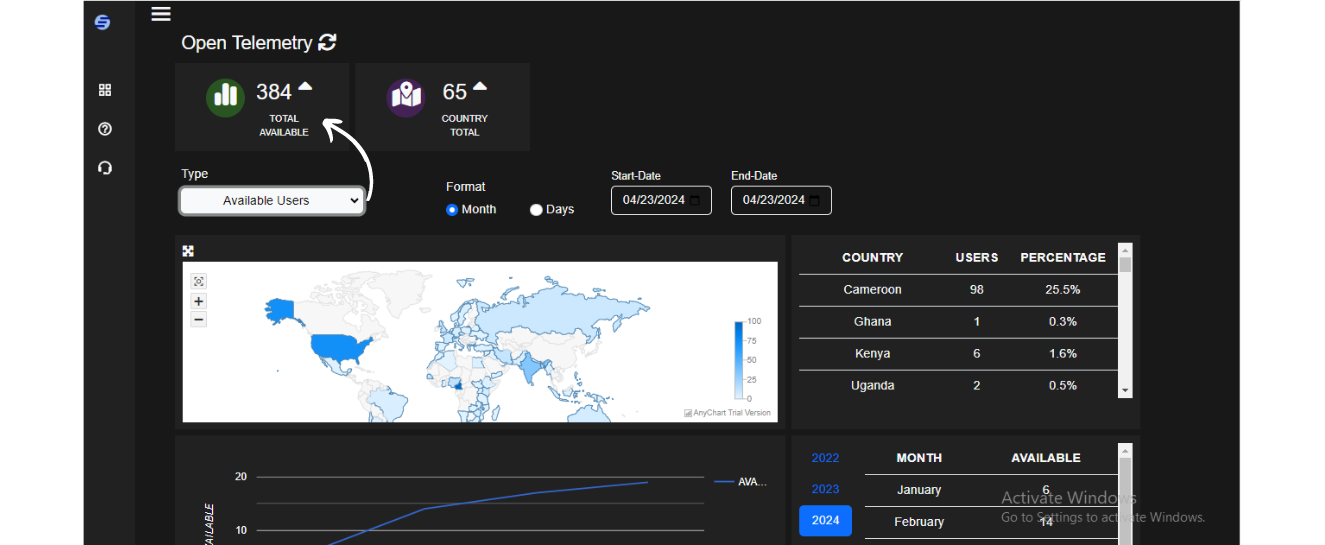 Open Telemetry
384
TOTAL
AVAILABLE
65
COUNTRY
TOTAL
Type
Available Users
Format
Month
Days
Start-Date
04/23/2024
End-Date
04/23/2024
100
75
50
25
0
AnyChart Trial Version
COUNTRY USERS PERCENTAGE
Cameroon 98 25.5%
Ghana 1 0.3%
Kenya 6 1.6%
Uganda 2 0.5%
20
10
AILABLE
AVA...
2022
2023
2024
MONTH AVAILABLE
January 6
February 14
Activate Windows
Go to Settings to activate Windows.